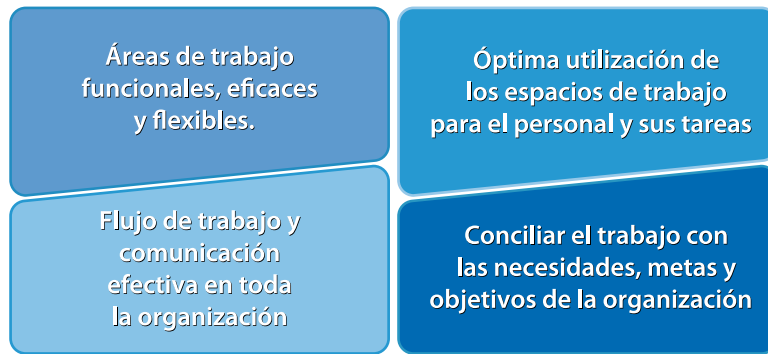 Áreas de trabajo
funcionales, eficaces
y flexibles.
Óptima utilización de
los espacios de trabajo
para el personal y sus tareas
Flujo de trabajo y
comunicación
efectiva en toda
la organización
Conciliar el trabajo con
las necesidades, metas y
objetivos de la organización